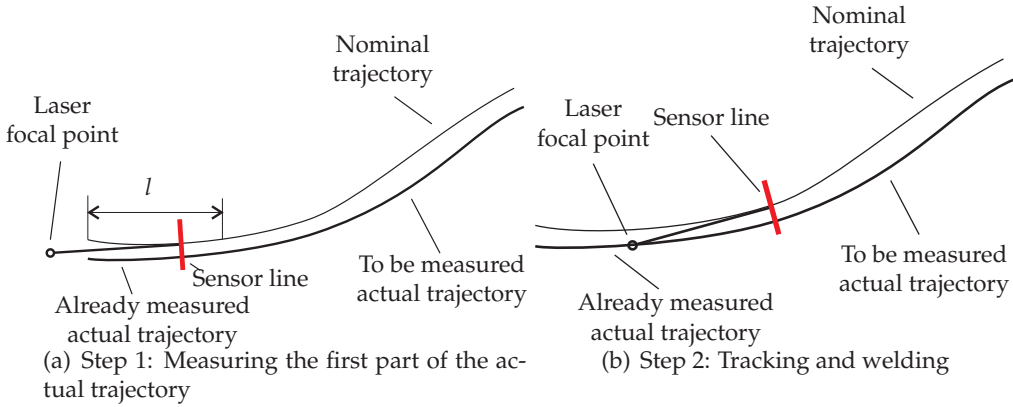 Nominal
trajectory
Laser
focal point
l
Sensor line
To be measured
actual trajectory
Already measured
actual trajectory
(a) Step 1: Measuring the first part of the ac-
tual trajectory
Nominal
trajectory
Laser
focal point
Sensor line
To be measured
actual trajectory
Already measured
actual trajectory
(b) Step 2: Tracking and welding